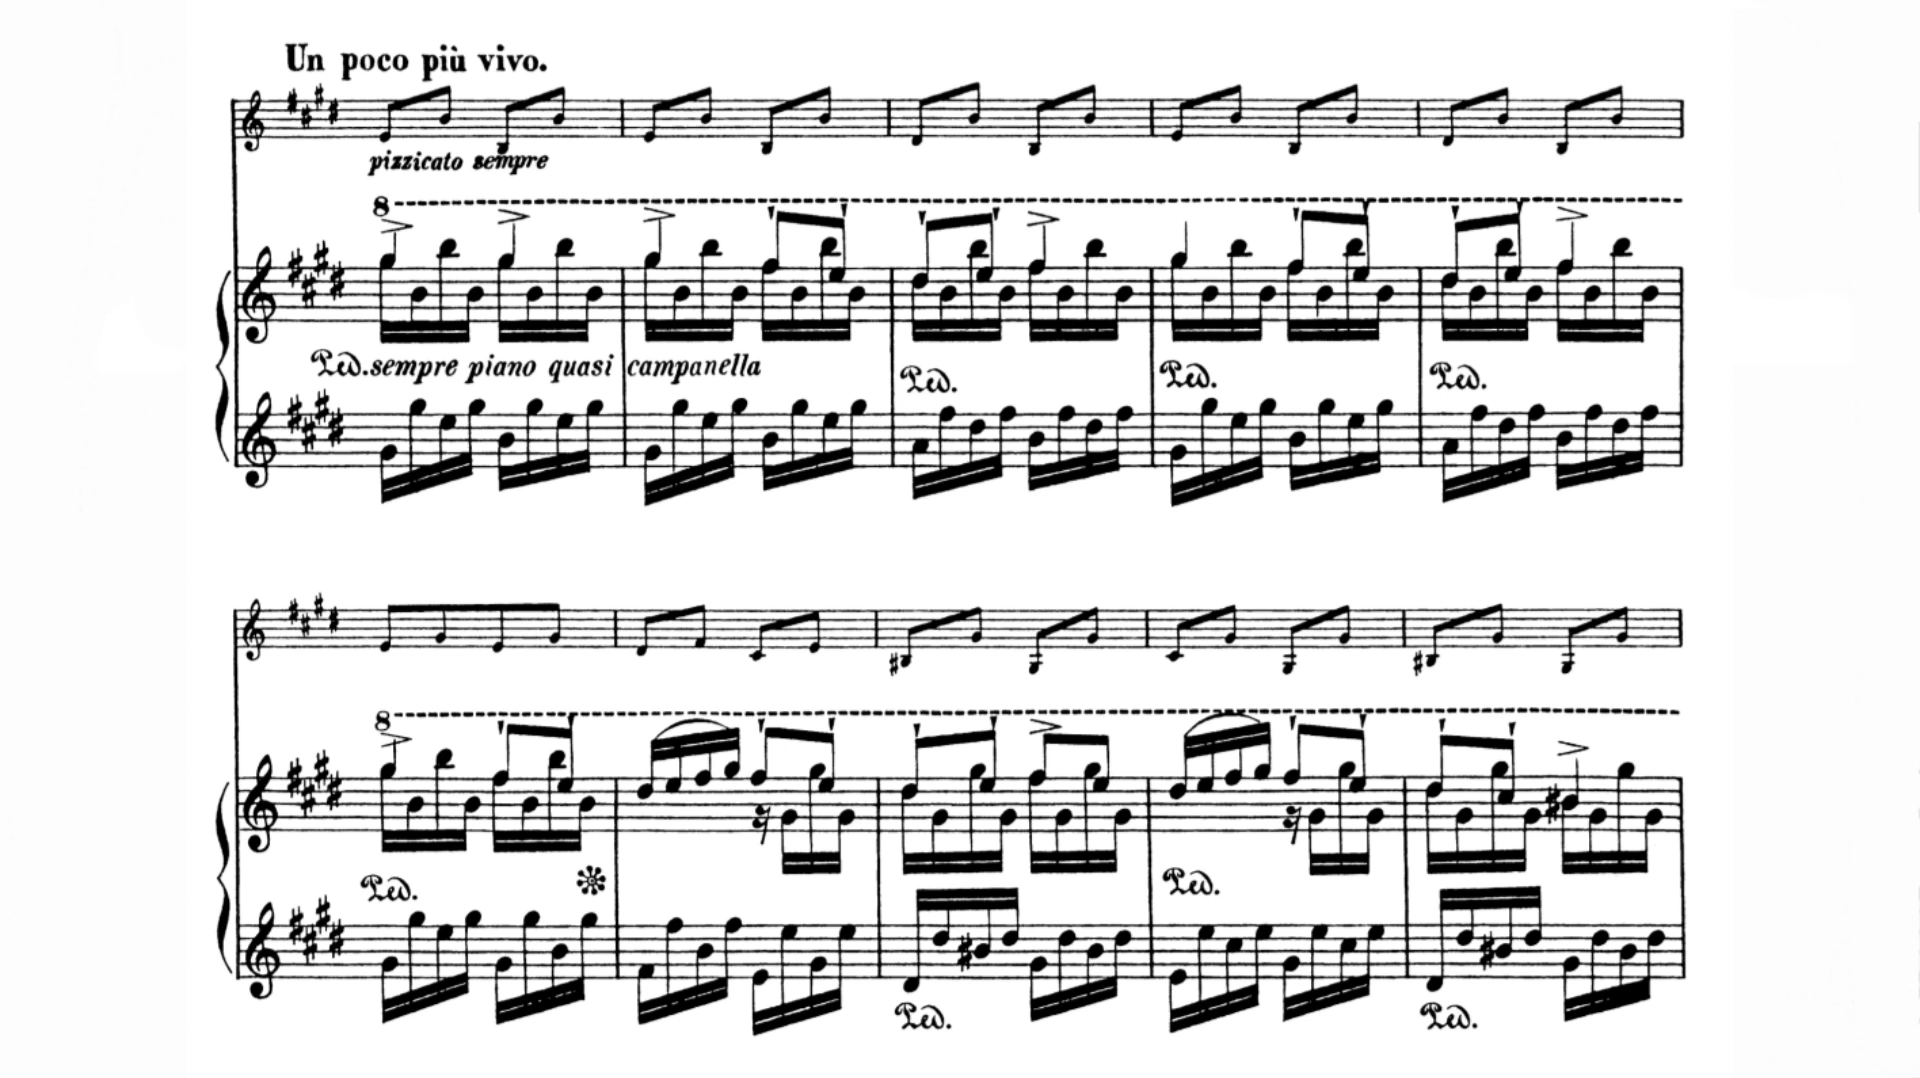 Un poco più vivo.
pizzicato sempre
8
Ped. sempre piano quasi campanella
Ped.
Ped.
Ped.
8
Ped.
Ped.
Ped.
Ped.